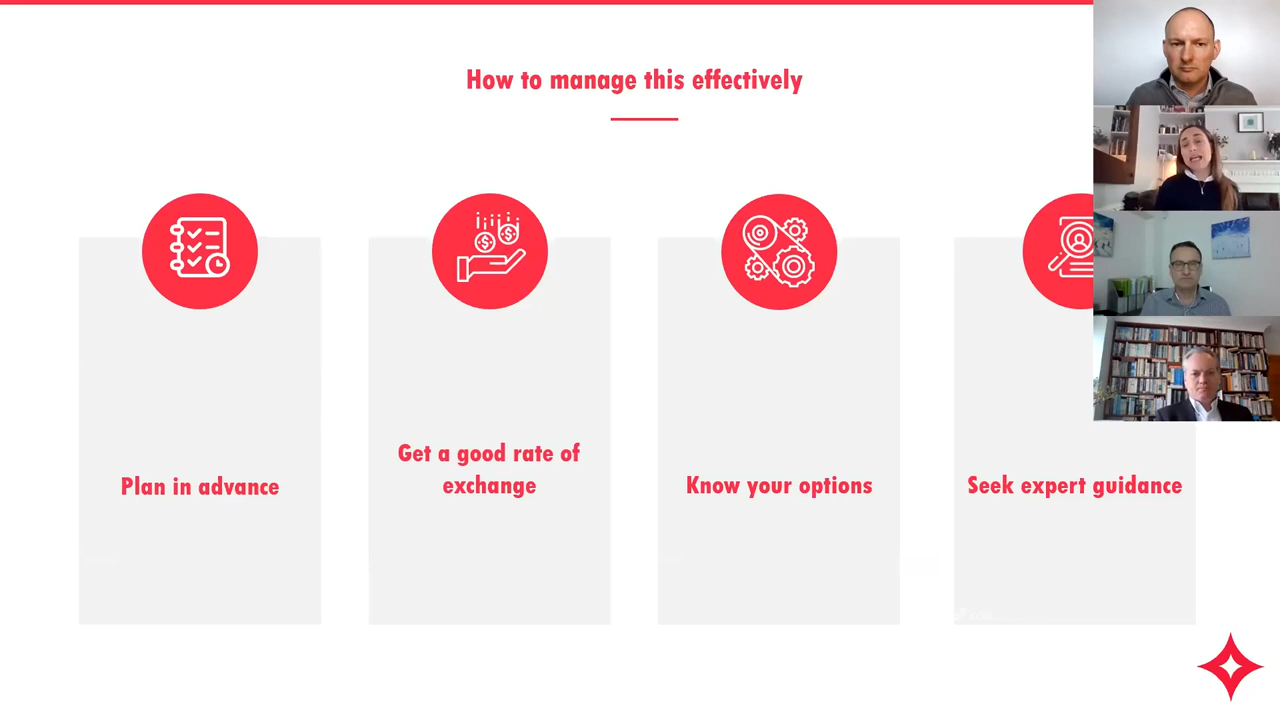 How to manage this effectively
Plan in advance
Get a good rate of
exchange
Know your options
Seek expert guidance